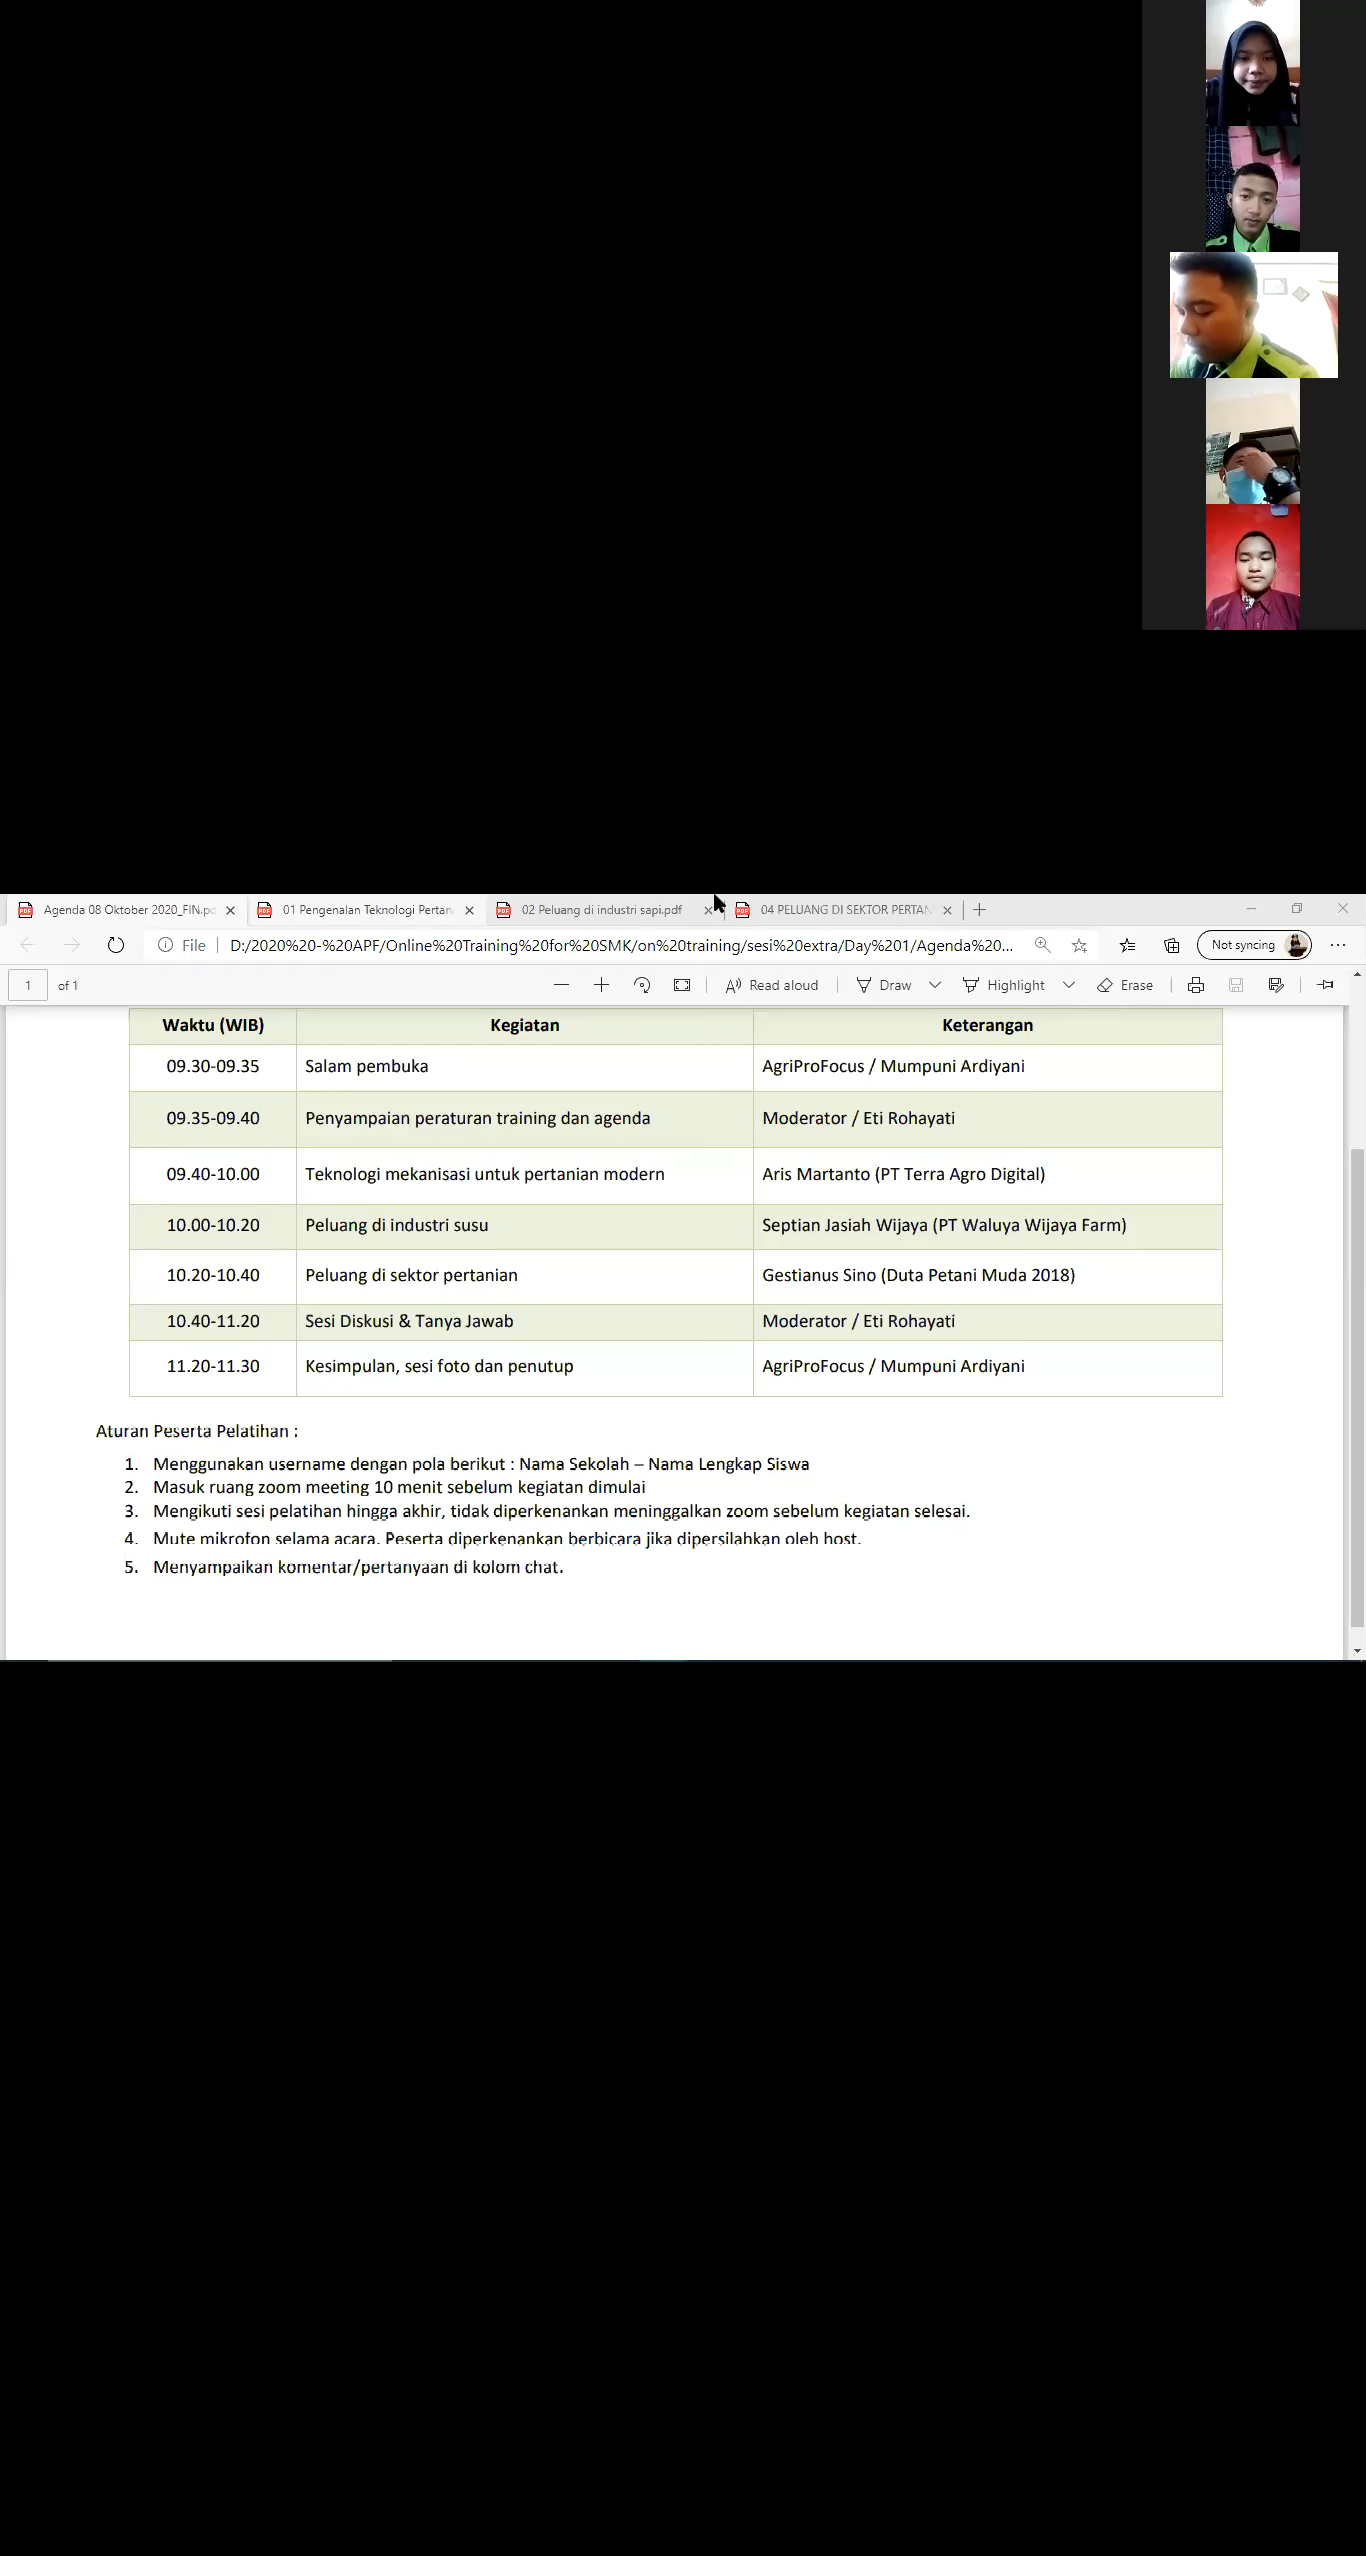 Agenda 08 Oktober 2020_FIN.pd
01 Pengenalan Teknologi Pertan
02 Peluang di industri sapi.pdf
04 PELUANG DI SEKTOR PERTAN
File
D:/2020%20-%20APF/Online%20Training%20for%20SMK/on%20training/sesi%20extra/Day%201/Agenda%20...
Not syncing
1 of 1
Read aloud
Draw
Highlight
Erase
Waktu (WIB) Kegiatan Keterangan
09.30-09.35 Salam pembuka AgriProFocus / Mumpuni Ardiyani
09.35-09.40 Penyampaian peraturan training dan agenda Moderator / Eti Rohayati
09.40-10.00 Teknologi mekanisasi untuk pertanian modern Aris Martanto (PT Terra Agro Digital)
10.00-10.20 Peluang di industri susu Septian Jasiah Wijaya (PT Waluya Wijaya Farm)
10.20-10.40 Peluang di sektor pertanian Gestianus Sino (Duta Petani Muda 2018)
10.40-11.20 Sesi Diskusi & Tanya Jawab Moderator / Eti Rohayati
11.20-11.30 Kesimpulan, sesi foto dan penutup AgriProFocus / Mumpuni Ardiyani
Aturan Peserta Pelatihan :
1. Menggunakan username dengan pola berikut : Nama Sekolah – Nama Lengkap Siswa
2. Masuk ruang zoom meeting 10 menit sebelum kegiatan dimulai
3. Mengikuti sesi pelatihan hingga akhir, tidak diperkenankan meninggalkan zoom sebelum kegiatan selesai.
4. Mute mikrofon selama acara. Peserta diperkenankan berbicara jika dipersilahkan oleh host.
5. Menyampaikan komentar/pertanyaan di kolom chat.